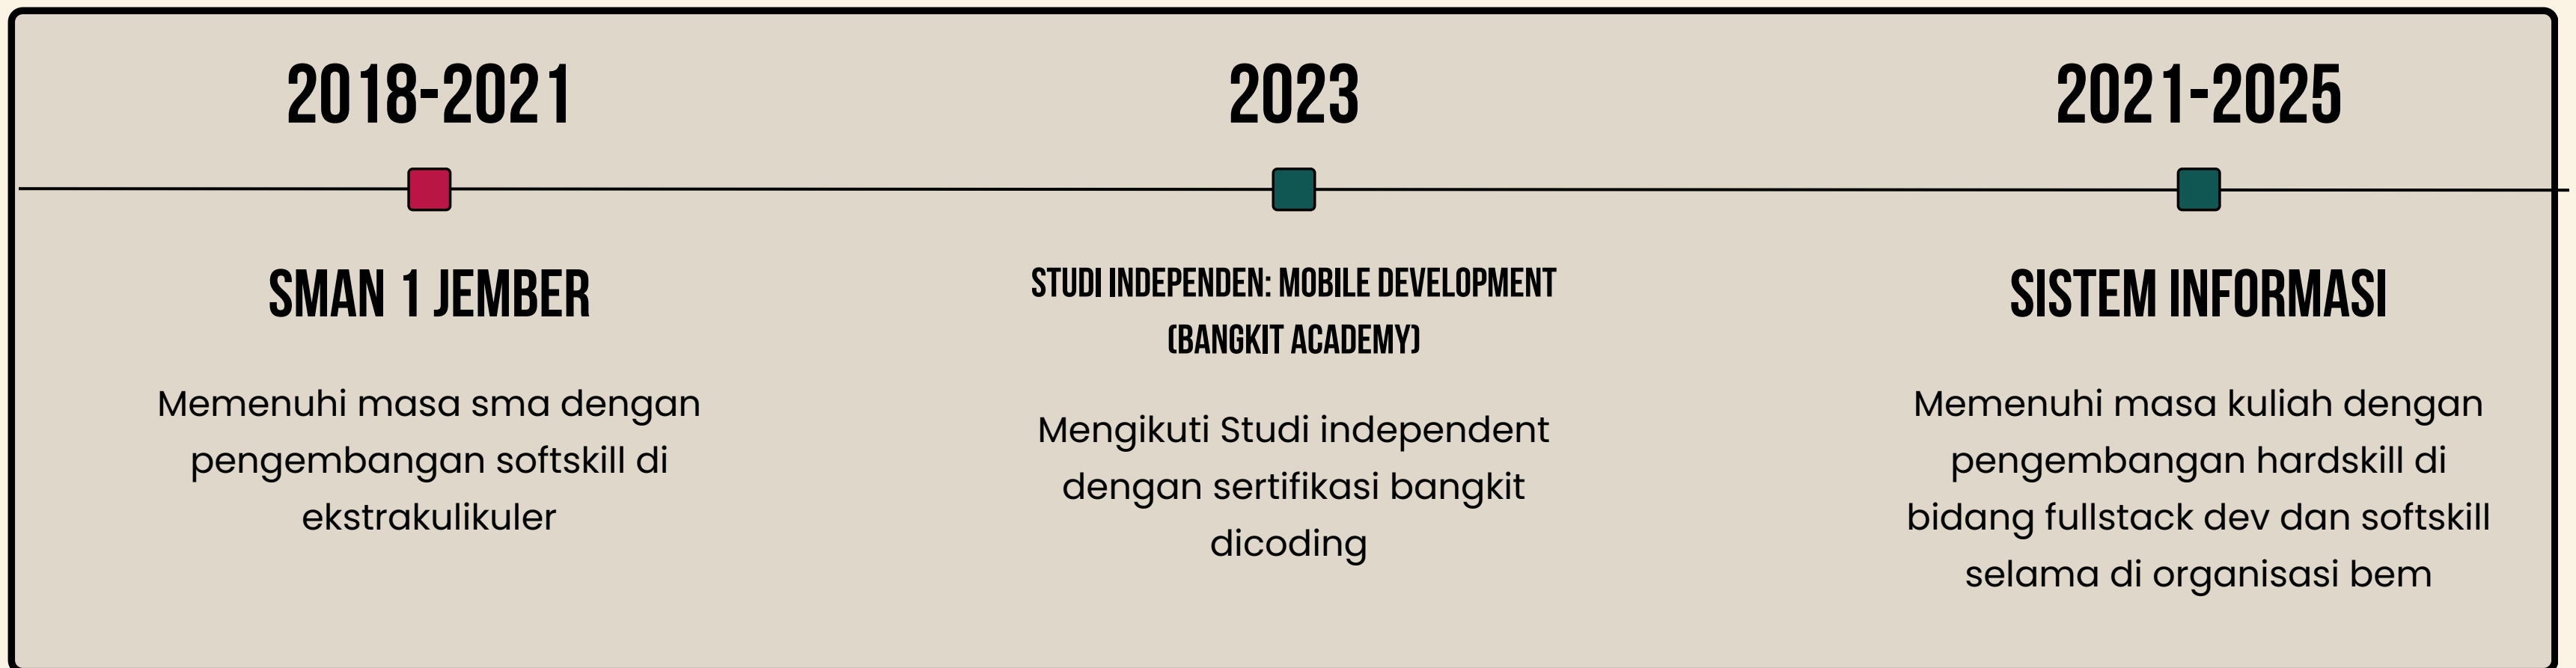 2018-2021
SMAN 1 JEMBER
Memenuhi masa sma dengan
pengembangan softskill di
ekstrakulikuler
2023
STUDI INDEPENDEN: MOBILE DEVELOPMENT
(BANGKIT ACADEMY)
Mengikuti Studi independent
dengan sertifikasi bangkit
dicoding
2021-2025
SISTEM INFORMASI
Memenuhi masa kuliah dengan
pengembangan hardskill di
bidang fullstack dev dan softskill
selama di organisasi bem